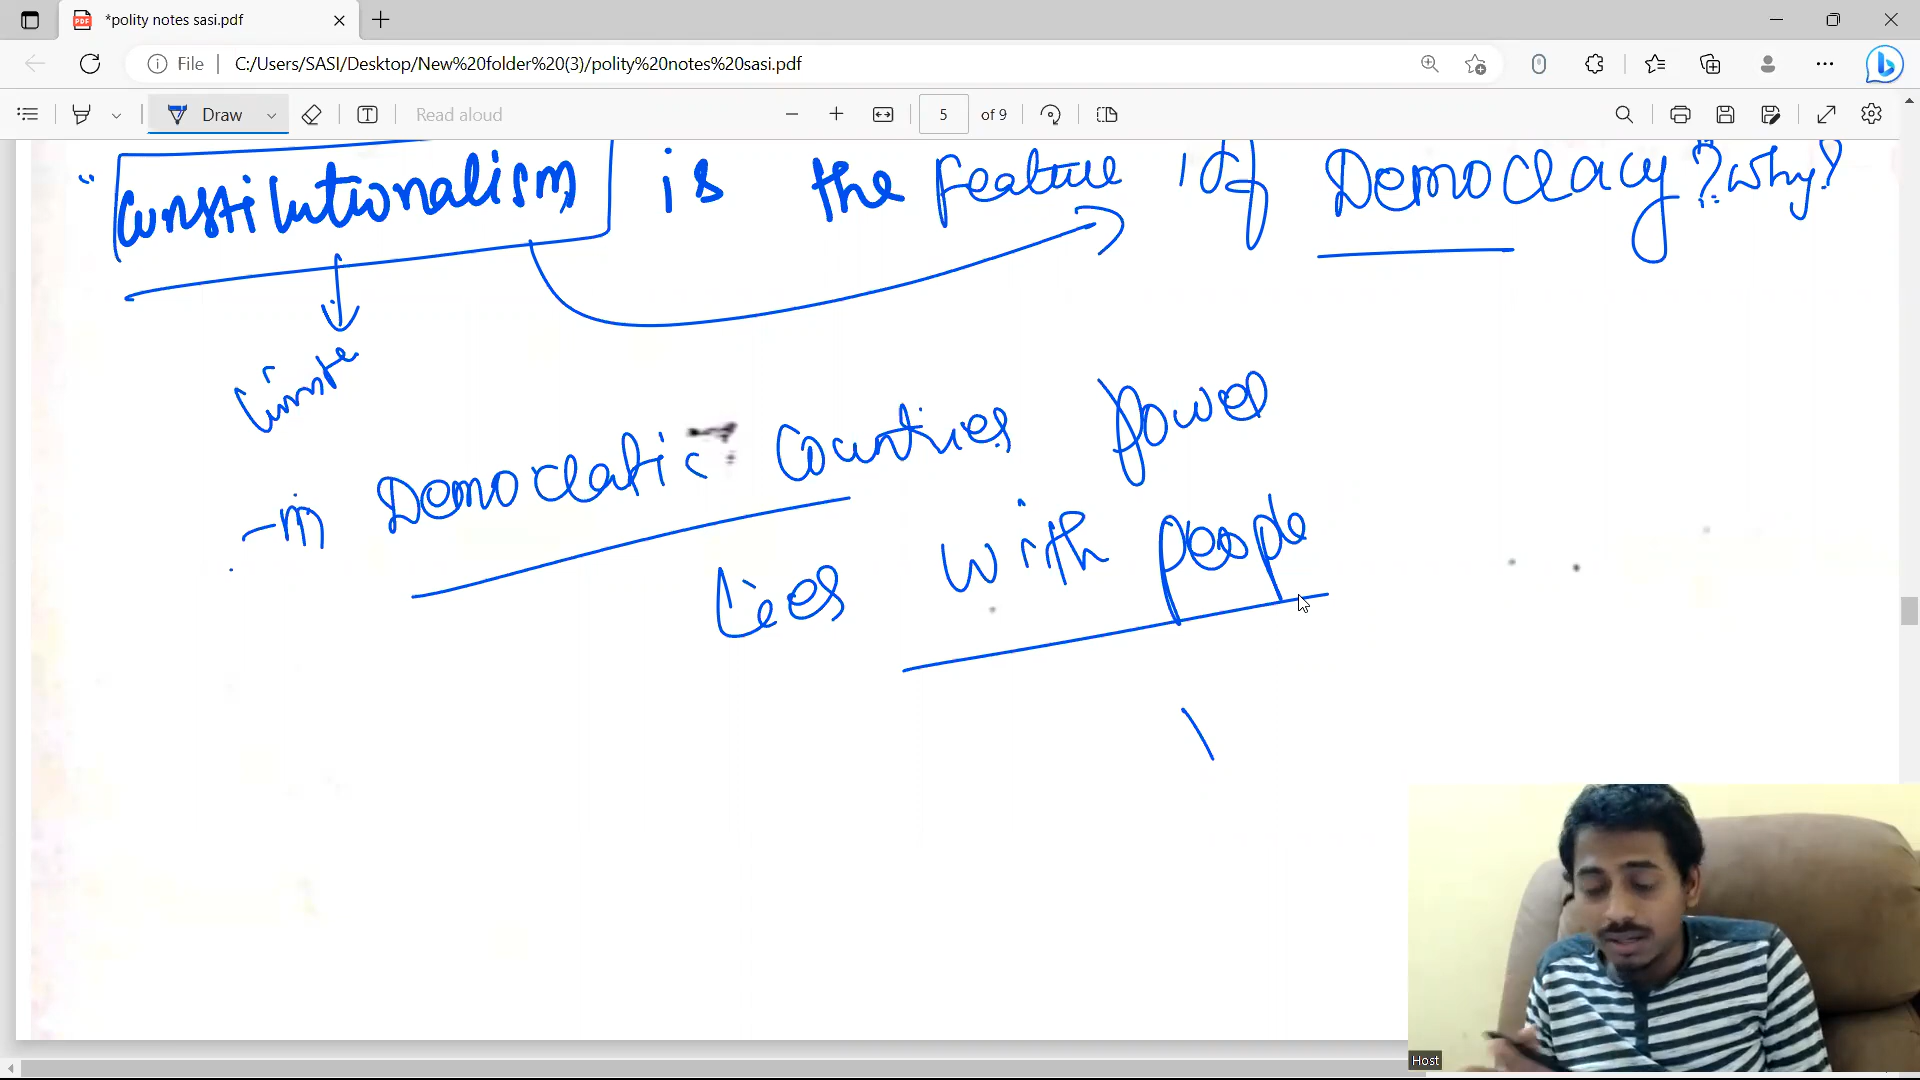 *polity notes sasi.pdf
File C:/Users/SASI/Desktop/New%20folder%20(3)/polity%20notes%20sasi.pdf
Draw Read aloud 5 of 9
" Constitutionalism is the feature of Democracy? why?
Limite
- in Democratic Countries power
Lies with people
Host